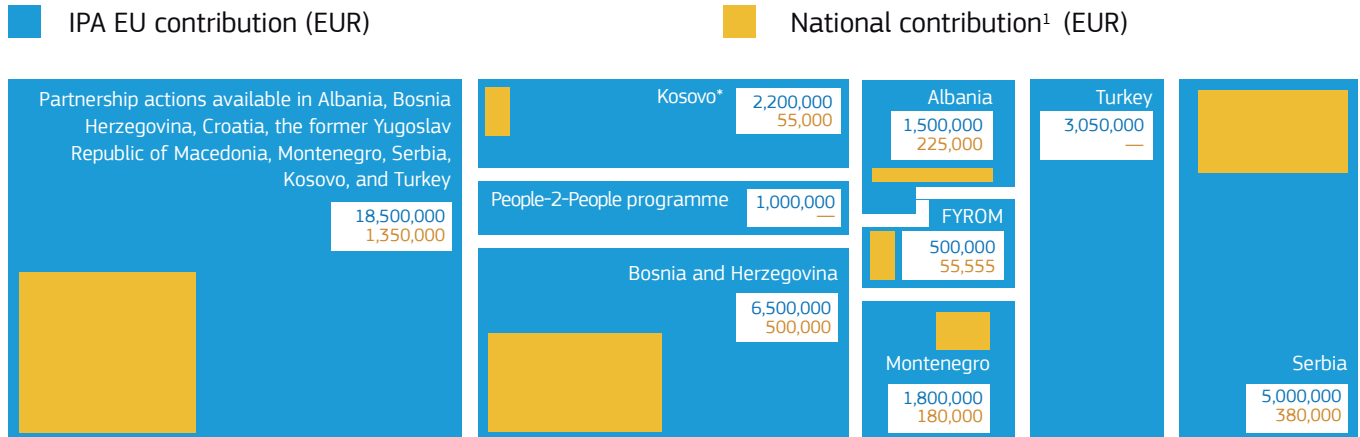 IPA EU contribution (EUR)
National contribution¹ (EUR)
Partnership actions available in Albania, Bosnia
Herzegovina, Croatia, the former Yugoslav
Republic of Macedonia, Montenegro, Serbia,
Kosovo, and Turkey
18,500,000
1,350,000
Kosovo*
2,200,000
55,000
People-2-People programme
1,000,000
—
Bosnia and Herzegovina
6,500,000
500,000
Albania
1,500,000
225,000
FYROM
500,000
55,555
Montenegro
1,800,000
180,000
Turkey
3,050,000
—
Serbia
5,000,000
380,000